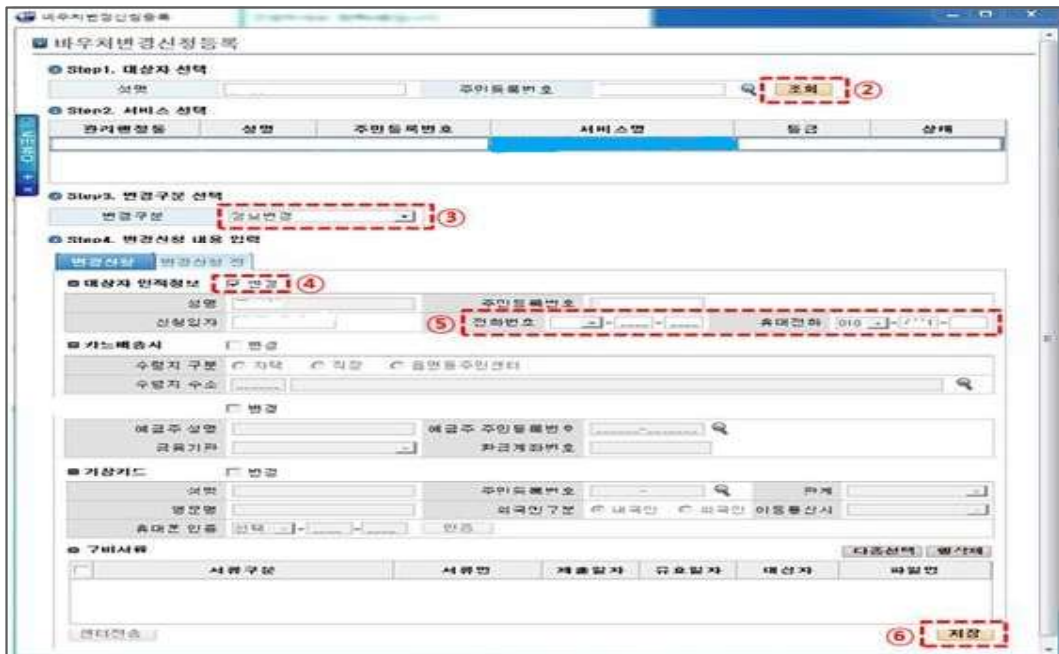 바우처변경신청등록
바우처변경신청등록
Step1. 대상자 선택
성명 주민등록번호 조회 ②
Step2. 서비스 선택
관리행정동 성명 주민등록번호 서비스명 등급 상태
MEMO + ×
Step3. 변경구분 선택
변경구분 정보변경 ③
Step4. 변경신청 내용 입력
변경신청 변경신청 전
대상자 인적정보 변경 ④
성명 주민등록번호
신청일자 ⑤ 전화번호 - - 휴대전화 010 - -
카드배송지 변경
수령지 구분 자택 직장 읍면동주민센터
수령지 주소
변경
예금주 성명 예금주 주민등록번호 -
금융기관 환급계좌번호
가상카드 변경
성명 주민등록번호 - 관계
영문명 외국인구분 내국인 외국인 이동통신사
휴대폰 인증 선택 - - 인증
구비서류 다중선택 행삭제
서류구분 서류명 제출일자 유효일자 대상자 파일명
센터전송 ⑥ 저장